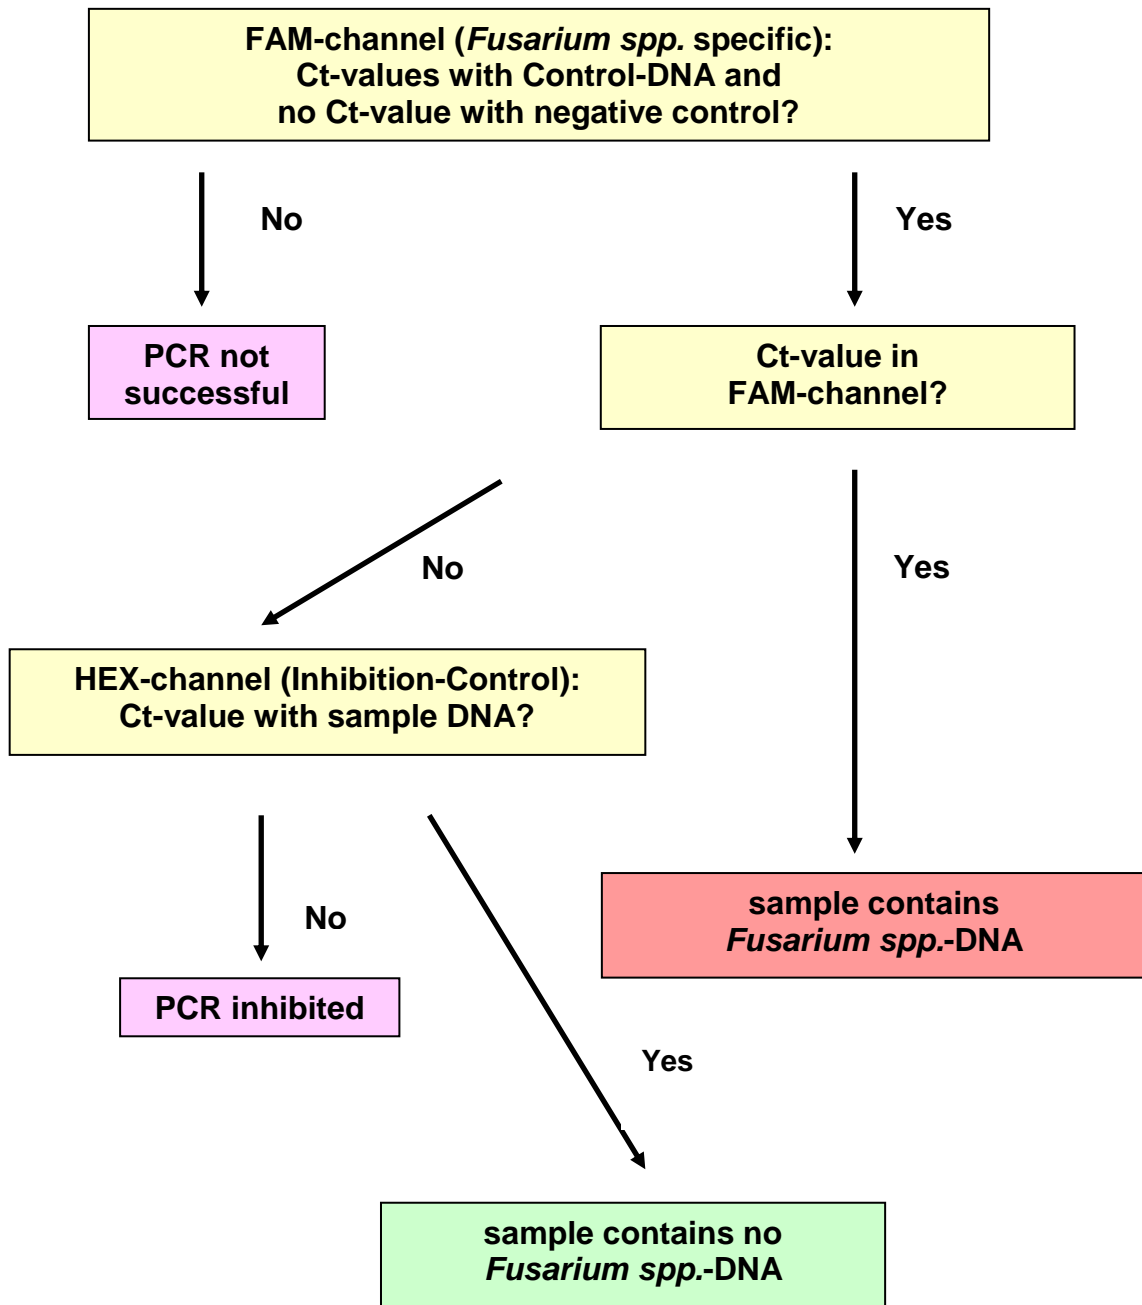 FAM-channel (Fusarium spp. specific):
Ct-values with Control-DNA and
no Ct-value with negative control?
No
Yes
PCR not
successful
Ct-value in
FAM-channel?
No
Yes
HEX-channel (Inhibition-Control):
Ct-value with sample DNA?
sample contains
Fusarium spp.-DNA
No
PCR inhibited
Yes
sample contains no
Fusarium spp.-DNA